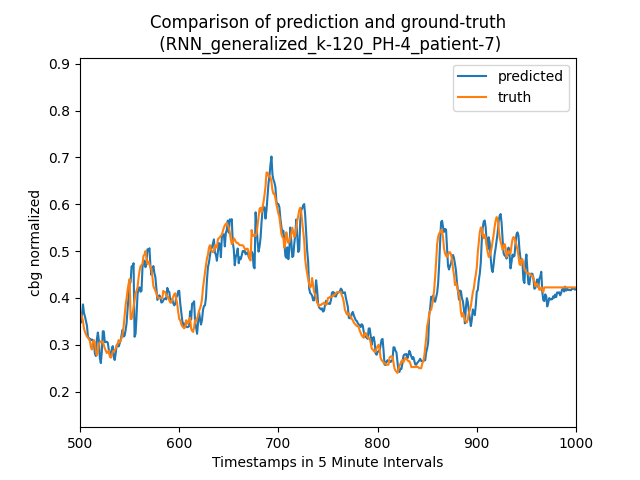 Comparison of prediction and ground-truth
(RNN_generalized_k-120_PH-4_patient-7)
predicted
truth
0.9
0.8
0.7
0.6
0.5
0.4
0.3
0.2
cbg normalized
500
600
700
800
900
1000
Timestamps in 5 Minute Intervals